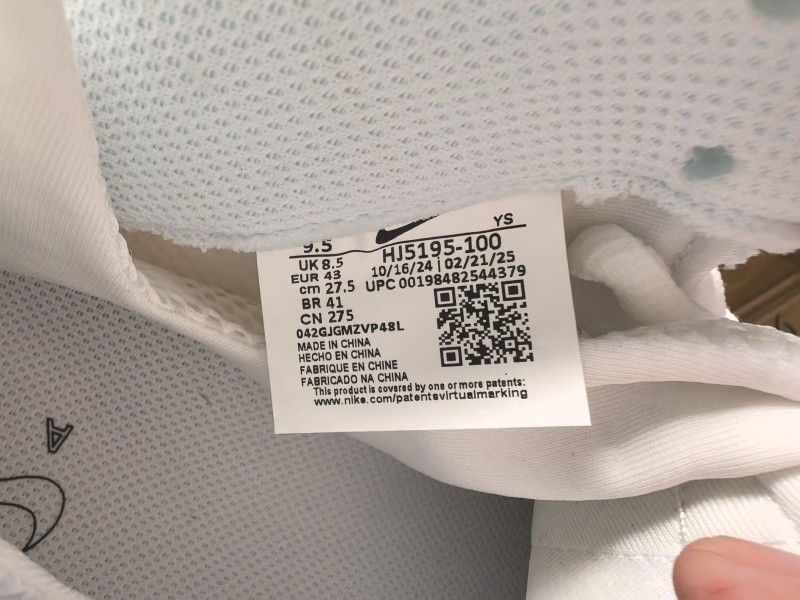 9.5 YS
HJ5195-100
UK 8.5 10/16/24 | 02/21/25
EUR 43 UPC 00198482544379
cm 27.5
BR 41
CN 275
042GJGMZVP48L
MADE IN CHINA
HECHO EN CHINA
FABRIQUE EN CHINE
FABRICADO NA CHINA
This product is covered by one or more patents:
www.nike.com/patentsvirtualmarking
A